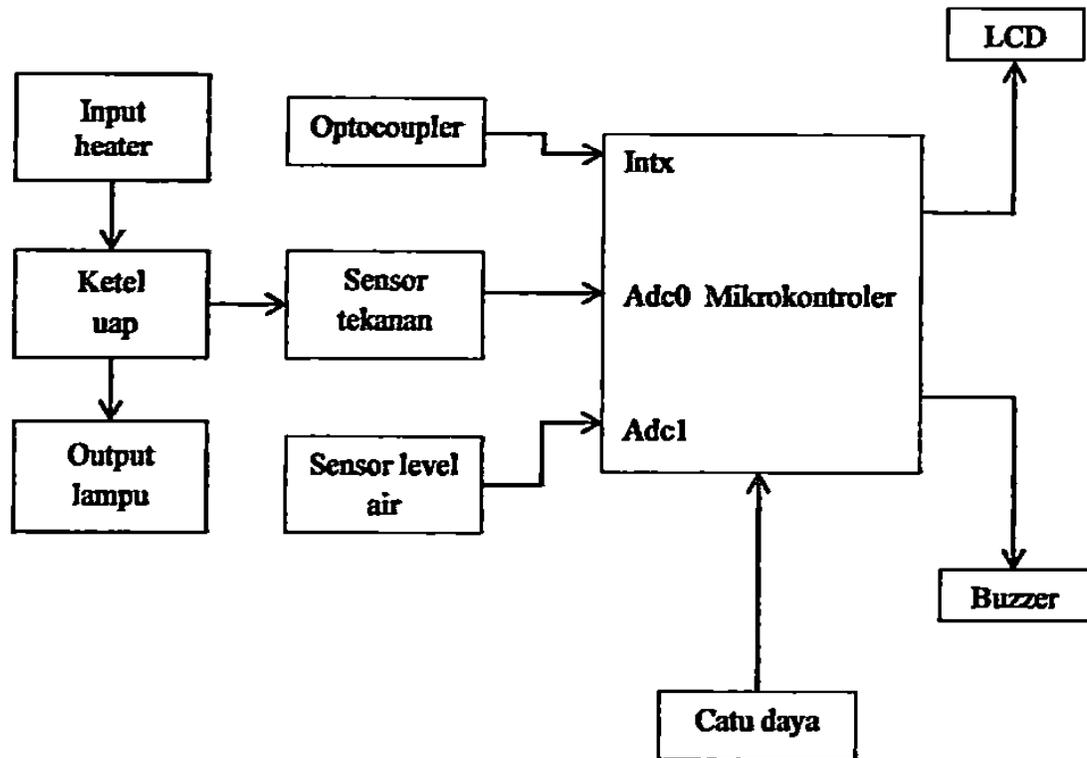 LCD
Input
heater
Optocoupler
Intx
Ketel
uap
Sensor
tekanan
Adc0 Mikrokontroler
Output
lampu
Sensor level
air
Adc1
Buzzer
Catu daya